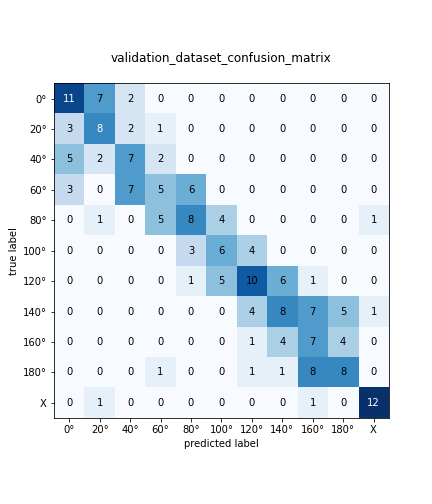 validation_dataset_confusion_matrix
0° 11 7 2 0 0 0 0 0 0 0 0
20° 3 8 2 1 0 0 0 0 0 0 0
40° 5 2 7 2 0 0 0 0 0 0 0
60° 3 0 7 5 6 0 0 0 0 0 0
80° 0 1 0 5 8 4 0 0 0 0 1
100° 0 0 0 0 3 6 4 0 0 0 0
120° 0 0 0 0 1 5 10 6 1 0 0
140° 0 0 0 0 0 0 4 8 7 5 1
160° 0 0 0 0 0 0 1 4 7 4 0
180° 0 0 0 1 0 0 1 1 8 8 0
X 0 1 0 0 0 0 0 0 1 0 12
0° 20° 40° 60° 80° 100° 120° 140° 160° 180° X
predicted label
true label